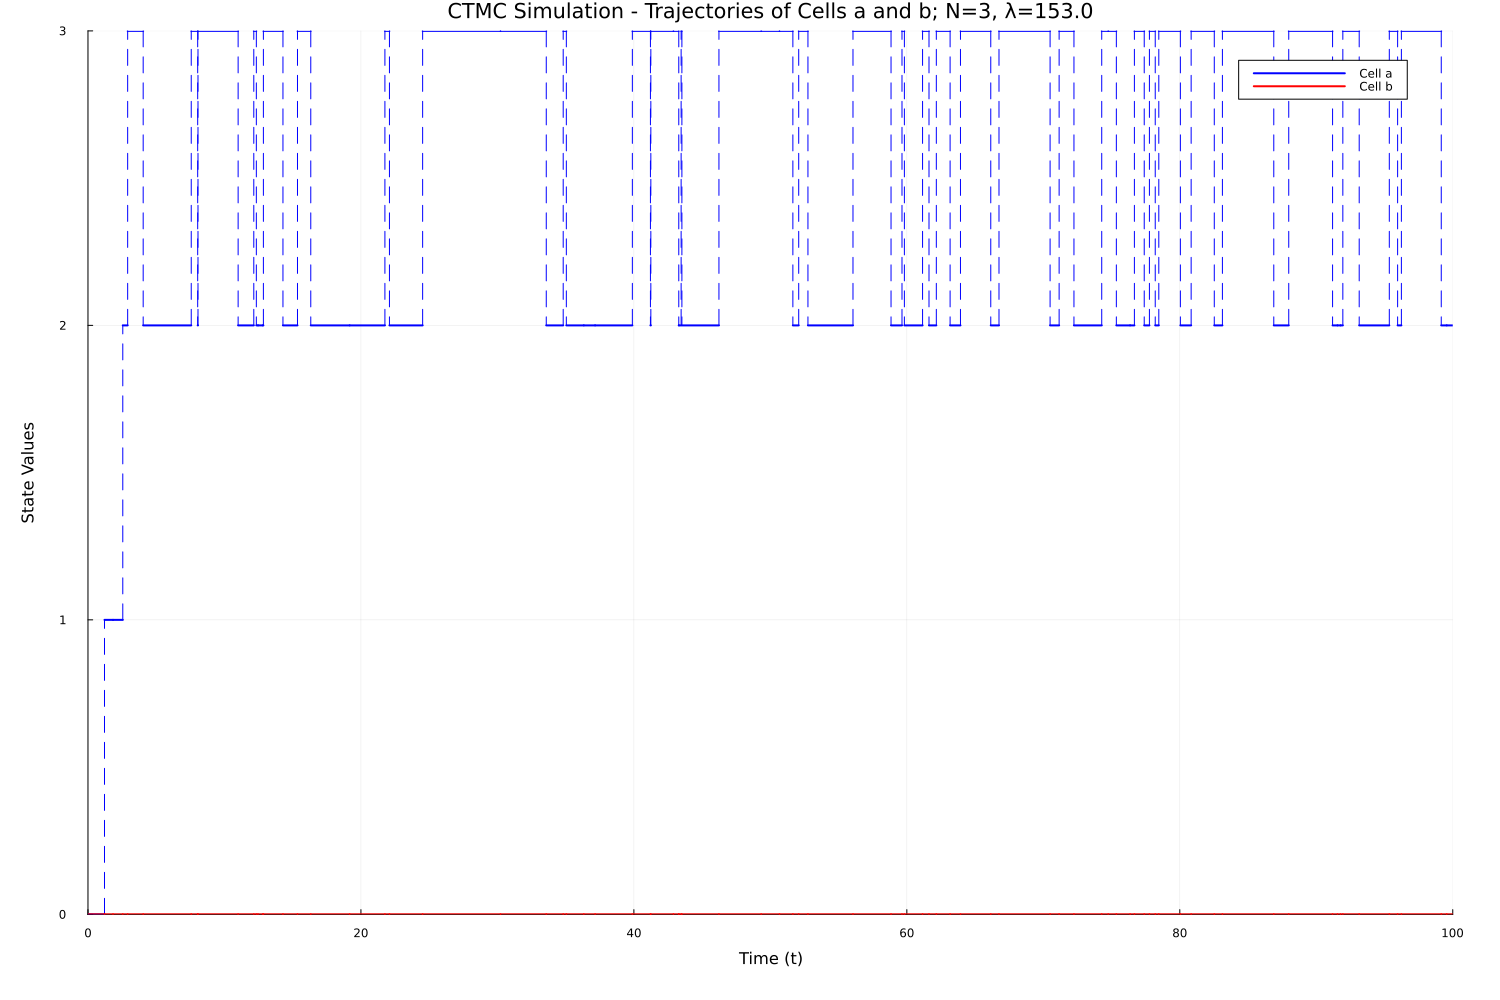 CTMC Simulation - Trajectories of Cells a and b; N=3, λ=153.0
3
Cell a
Cell b
2
State Values
1
0
0 20 40 60 80 100
Time (t)